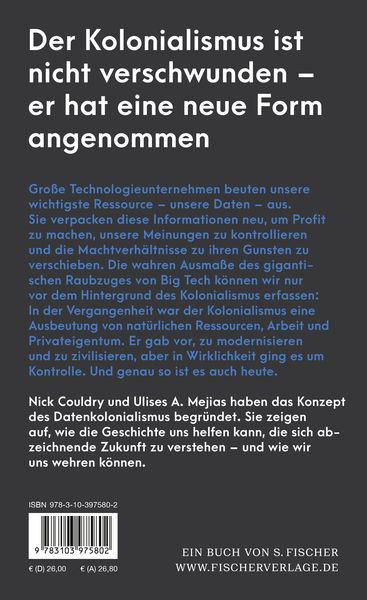 Der Kolonialismus ist
nicht verschwunden –
er hat eine neue Form
angenommen
Große Technologieunternehmen beuten unsere
wichtigste Ressource – unsere Daten – aus.
Sie verpacken diese Informationen neu, um Profit
zu machen, unsere Meinungen zu kontrollieren
und die Machtverhältnisse zu ihren Gunsten zu
verschieben. Die wahren Ausmaße des giganti-
schen Raubzuges von Big Tech können wir nur
vor dem Hintergrund des Kolonialismus erfassen:
In der Vergangenheit war der Kolonialismus eine
Ausbeutung von natürlichen Ressourcen, Arbeit und
Privateigentum. Er gab vor, zu modernisieren
und zu zivilisieren, aber in Wirklichkeit ging es um
Kontrolle. Und genau so ist es auch heute.
Nick Couldry und Ulises A. Mejias haben das Konzept
des Datenkolonialismus begründet. Sie zeigen
auf, wie die Geschichte uns helfen kann, die sich ab-
zeichnende Zukunft zu verstehen – und wie wir
uns wehren können.
ISBN 978-3-10-397580-2
9 783103 975802
€ (D) 26,00 € (A) 26,80
EIN BUCH VON S. FISCHER
WWW.FISCHERVERLAGE.DE